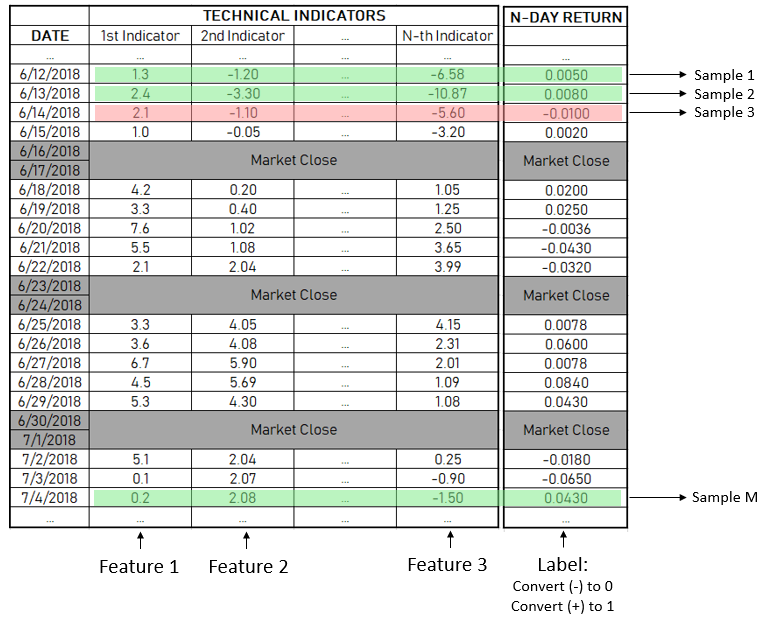 TECHNICAL INDICATORS N-DAY RETURN
DATE 1st Indicator 2nd Indicator ... N-th Indicator
... ... ... ... ... ...
6/12/2018 1.3 -1.20 ... -6.58 0.0050 Sample 1
6/13/2018 2.4 -3.30 ... -10.87 0.0080 Sample 2
6/14/2018 2.1 -1.10 ... -5.60 -0.0100 Sample 3
6/15/2018 1.0 -0.05 ... -3.20 0.0020
6/16/2018
Market Close Market Close
6/17/2018
6/18/2018 4.2 0.20 ... 1.05 0.0200
6/19/2018 3.3 0.40 ... 1.25 0.0250
6/20/2018 7.6 1.02 ... 2.50 -0.0036
6/21/2018 5.5 1.08 ... 3.65 -0.0430
6/22/2018 2.1 2.04 ... 3.99 -0.0320
6/23/2018
Market Close Market Close
6/24/2018
6/25/2018 3.3 4.05 ... 4.15 0.0078
6/26/2018 3.6 4.08 ... 2.31 0.0600
6/27/2018 6.7 5.90 ... 2.01 0.0078
6/28/2018 4.5 5.69 ... 1.09 0.0840
6/29/2018 5.3 4.30 ... 1.08 0.0430
6/30/2018
Market Close Market Close
7/1/2018
7/2/2018 5.1 2.04 ... 0.25 -0.0180
7/3/2018 0.1 2.07 ... -0.90 -0.0650
7/4/2018 0.2 2.08 ... -1.50 0.0430 Sample M
... ... ... ... ... ...
Feature 1 Feature 2 Feature 3 Label:
Convert (-) to 0
Convert (+) to 1